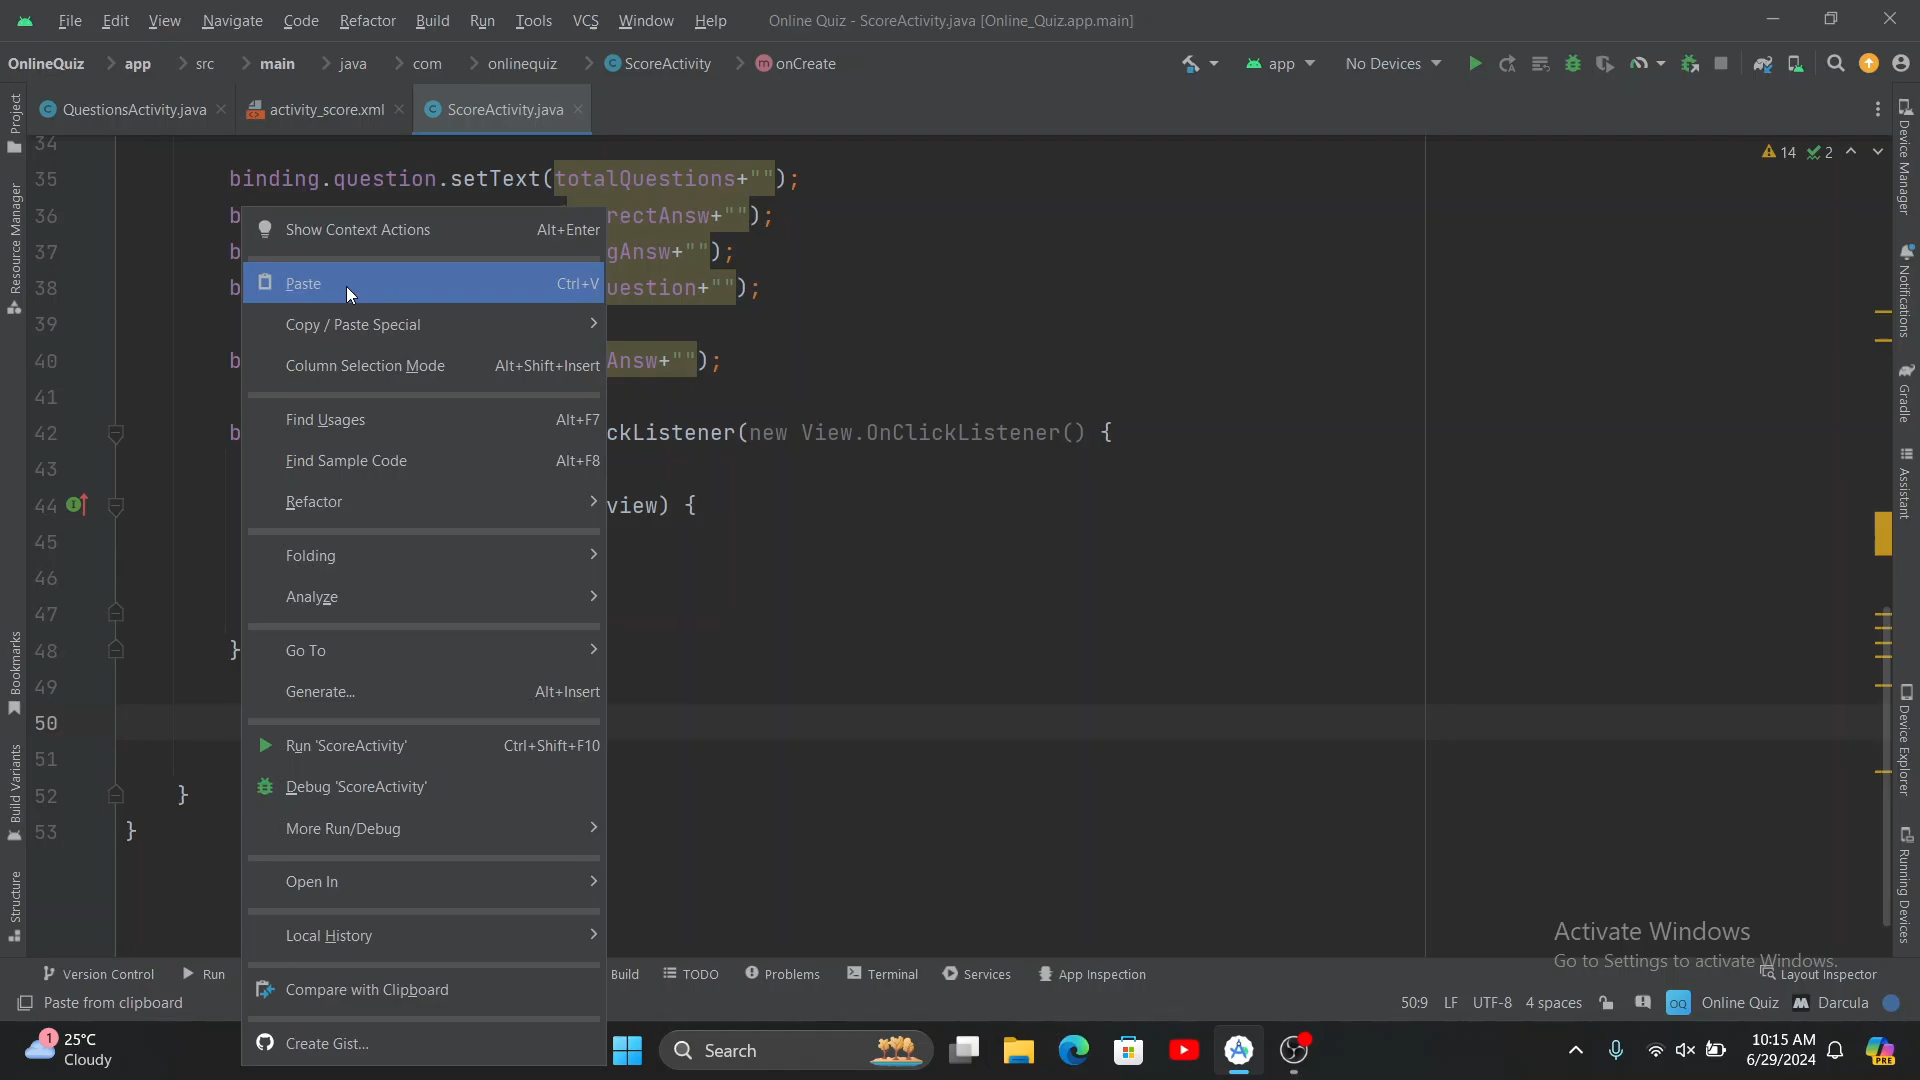 File Edit View Navigate Code Refactor Build Run Tools VCS Window Help Online Quiz - ScoreActivity.java [Online_Quiz.app.main]
OnlineQuiz app src main java com onlinequiz ScoreActivity onCreate app No Devices
QuestionsActivity.java activity_score.xml ScoreActivity.java
14 2
34
35 binding.question.setText(totalQuestions+"");
36 b rectAnsw+"");
37 b gAnsw+"");
38 b uestion+"");
39
40 b Answ+"");
41
42 b ckListener(new View.OnClickListener() {
43
44 view) {
45
46
47
48 }
49
50
51
52 }
53 }
Show Context Actions Alt+Enter
Paste Ctrl+V
Copy / Paste Special
Column Selection Mode Alt+Shift+Insert
Find Usages Alt+F7
Find Sample Code Alt+F8
Refactor
Folding
Analyze
Go To
Generate... Alt+Insert
Run 'ScoreActivity' Ctrl+Shift+F10
Debug 'ScoreActivity'
More Run/Debug
Open In
Local History
Compare with Clipboard
Create Gist...
Project
Resource Manager
Bookmarks
Build Variants
Structure
Device Manager
Notifications
Gradle
Assistant
Device Explorer
Running Devices
Activate Windows
Go to Settings to activate Windows.
Version Control Run Build TODO Problems Terminal Services App Inspection Layout Inspector
Paste from clipboard 50:9 LF UTF-8 4 spaces OQ Online Quiz Darcula
1 25°C
Cloudy
Search
10:15 AM
6/29/2024
PRE